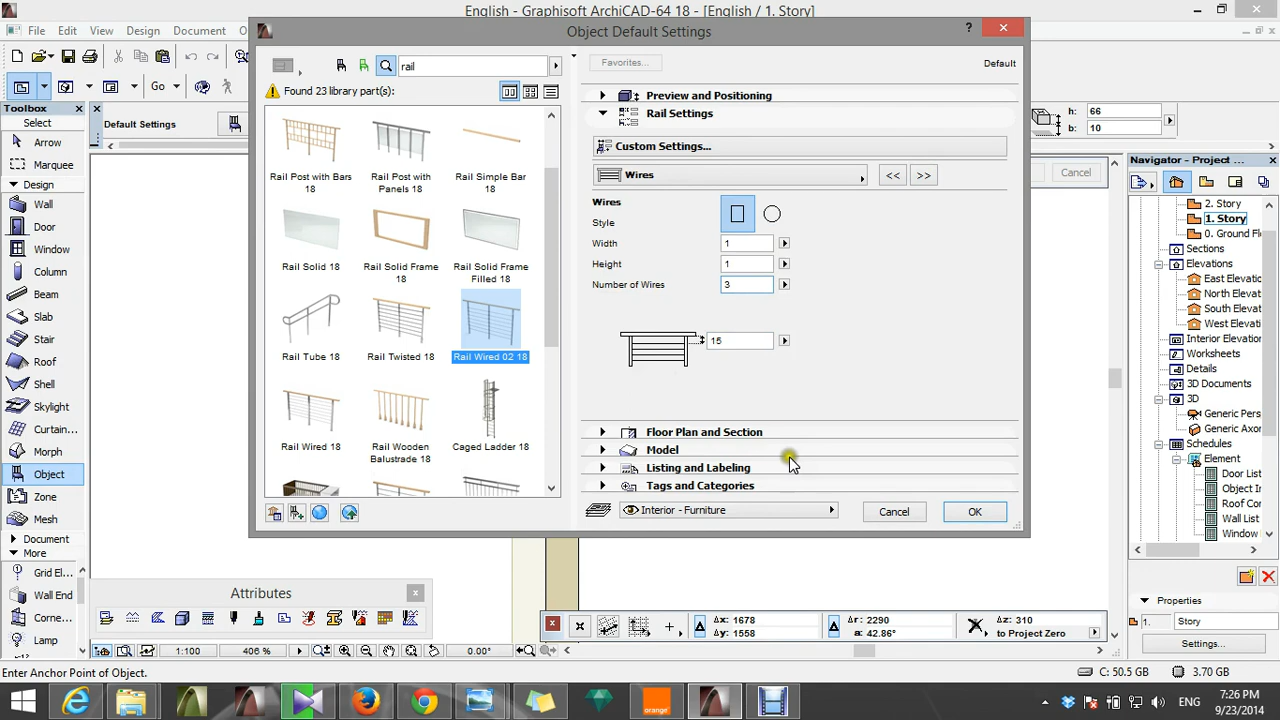 English - Graphisoft ArchiCAD-64 18 - [English / 1. Story]
File
Edit
View
Design
Document
O
Object Default Settings
?
rail
Found 23 library part(s):
Favorites...
Default
Toolbox
Select
Arrow
Marquee
Design
Wall
Door
Window
Column
Beam
Slab
Stair
Roof
Shell
Skylight
Curtain...
Morph
Object
Zone
Mesh
Document
More
Grid El...
Wall End
Corne...
Lamp
Go
Default Settings
Rail Post with Bars 18
Rail Post with Panels 18
Rail Simple Bar 18
Rail Solid 18
Rail Solid Frame 18
Rail Solid Frame Filled 18
Rail Tube 18
Rail Twisted 18
Rail Wired 02 18
Rail Wired 18
Rail Wooden Balustrade 18
Caged Ladder 18
Preview and Positioning
Rail Settings
Custom Settings...
Wires
<<
>>
Wires
Style
Width
1
Height
1
Number of Wires
3
15
Floor Plan and Section
Model
Listing and Labeling
Tags and Categories
Interior - Furniture
Cancel
OK
h:
66
b:
10
Cancel
Navigator - Project ...
2. Story
1. Story
0. Ground Fl
Sections
Elevations
East Elevat
North Elevat
South Elevat
West Elevat
Interior Elevatio
Worksheets
Details
3D Documents
3D
Generic Pers
Generic Axo
Schedules
Element
Door List
Object In
Roof Cor
Wall List
Window
Properties
1.
Story
Settings...
Attributes
Δx: 1678
Δy: 1558
Δr: 2290
a: 42.86°
Δz: 310
to Project Zero
1:100
406 %
0.00°
Enter Anchor Point of Object.
C: 50.5 GB
3.70 GB
orange
ENG
7:26 PM
9/23/2014